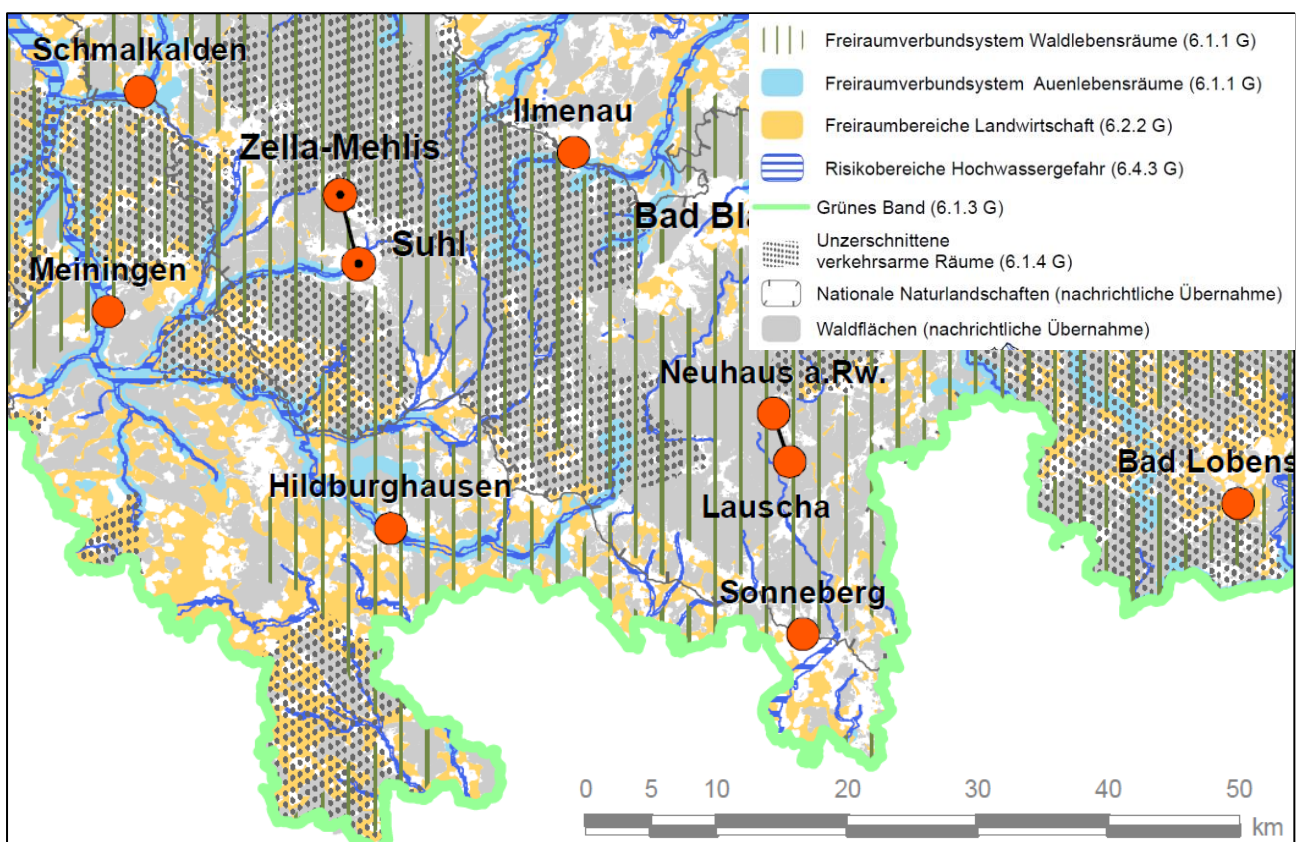 Schmalkalden
Zella-Mehlis
Ilmenau
Suhl
Bad Bla
Meiningen
Neuhaus a.Rw.
Hildburghausen
Lauscha
Bad Lobens
Sonneberg
Freiraumverbundsystem Waldlebensräume (6.1.1 G)
Freiraumverbundsystem Auenlebensräume (6.1.1 G)
Freiraumbereiche Landwirtschaft (6.2.2 G)
Risikobereiche Hochwassergefahr (6.4.3 G)
Grünes Band (6.1.3 G)
Unzerschnittene
verkehrsarme Räume (6.1.4 G)
Nationale Naturlandschaften (nachrichtliche Übernahme)
Waldflächen (nachrichtliche Übernahme)
0 5 10 20 30 40 50
km